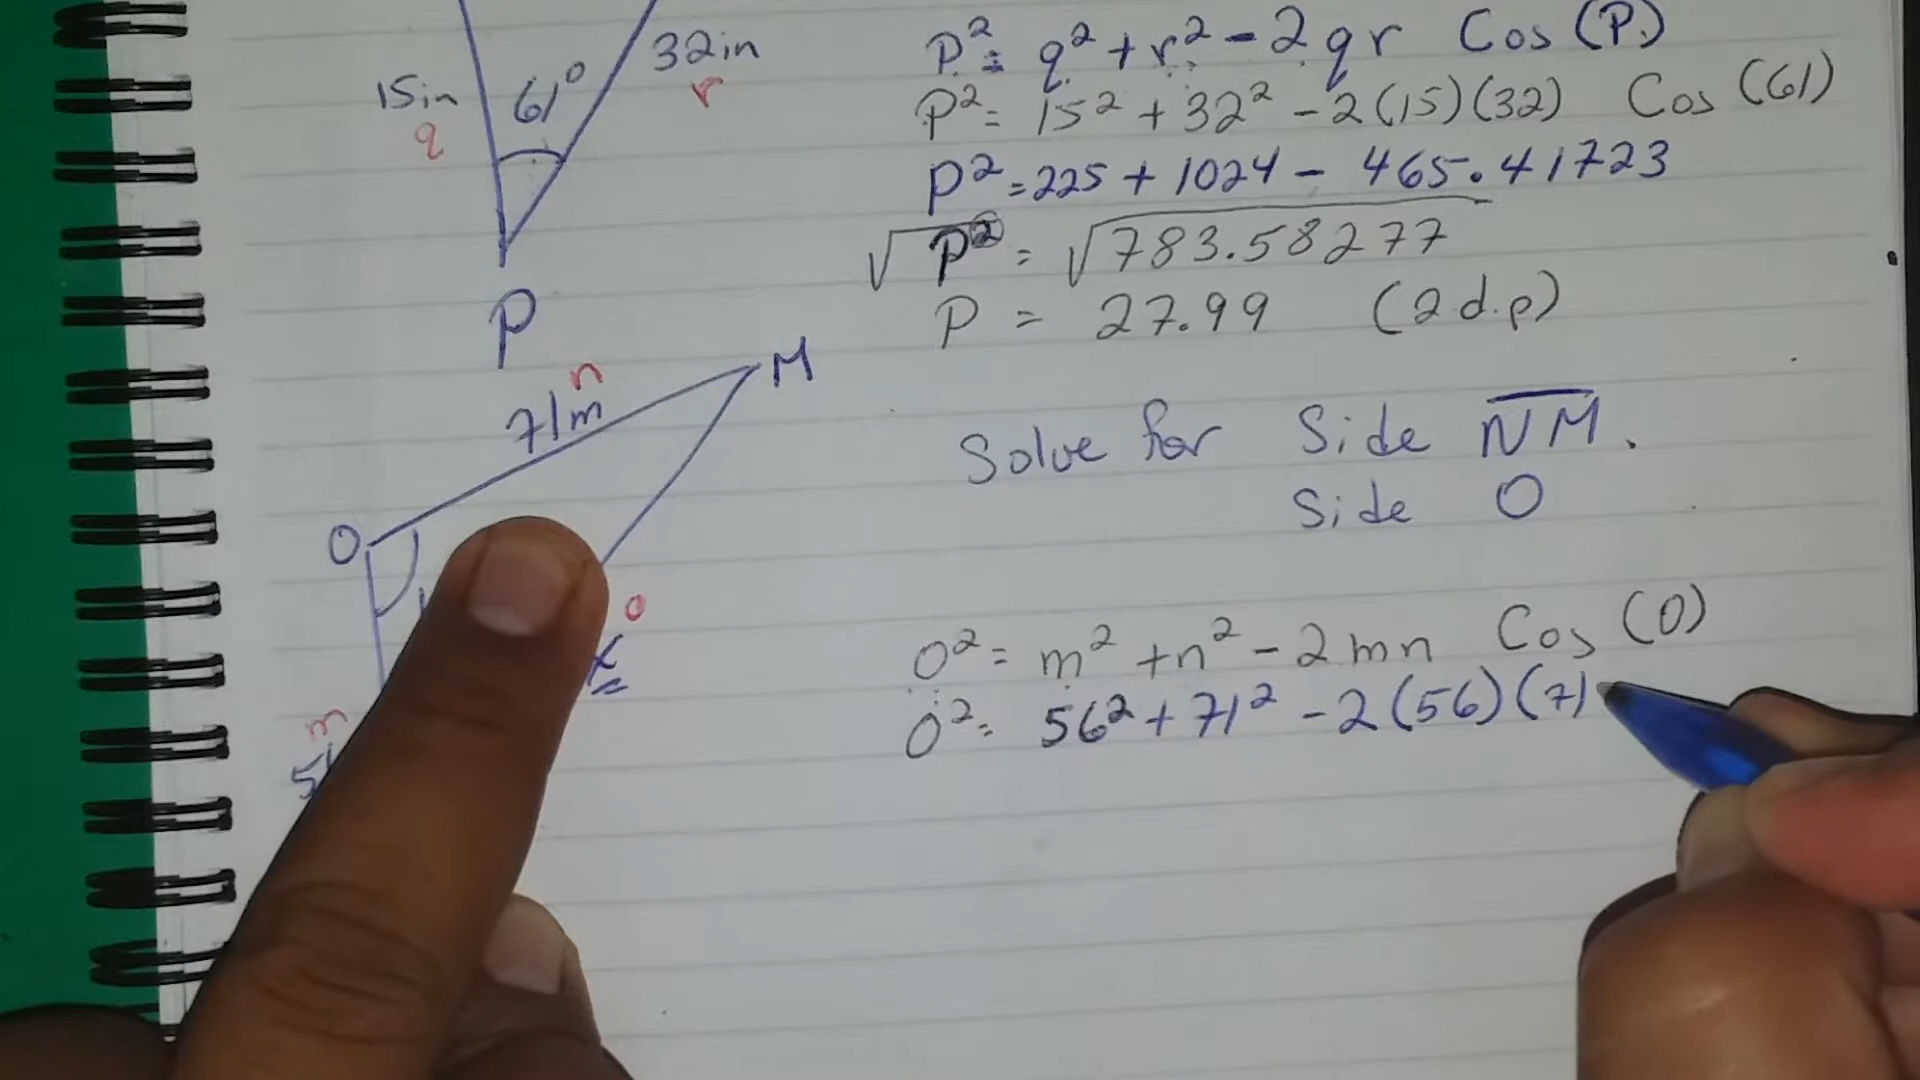 32in
15in
61°
r
q
P² = q² + r² - 2qr Cos (P)
P² = 15² + 32² - 2(15)(32) Cos (61)
P² = 225 + 1024 - 465.41723
√P² = √783.58277
P = 27.99 (2 d.p)
P
n
M
71m
O
o
x
m
Solve for Side NM.
Side O
O² = m² + n² - 2mn Cos (O)
O² = 56² + 71² - 2(56)(71